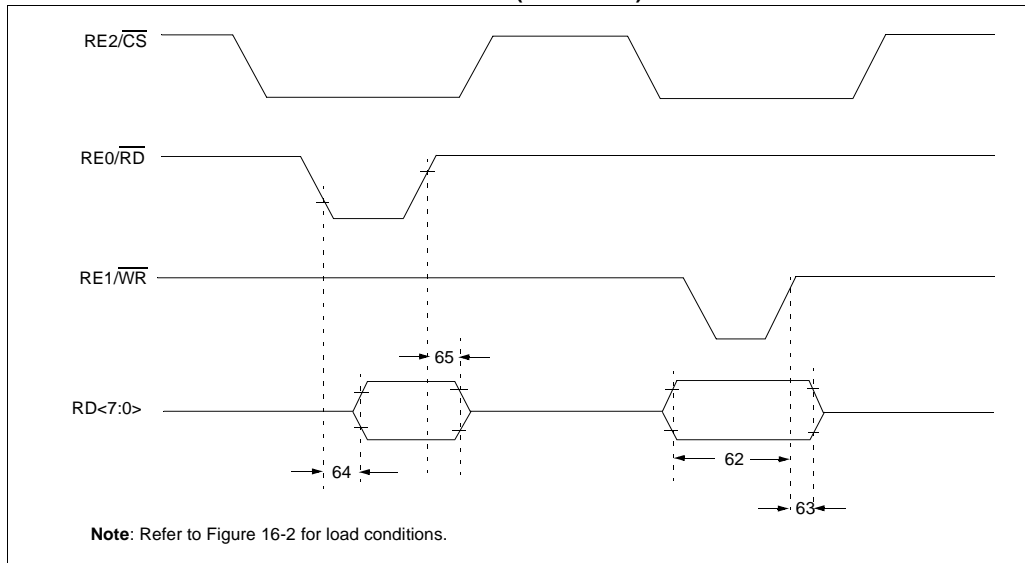 RE2/CS
RE0/RD
RE1/WR
65
RD<7:0>
64
62
63
Note: Refer to Figure 16-2 for load conditions.